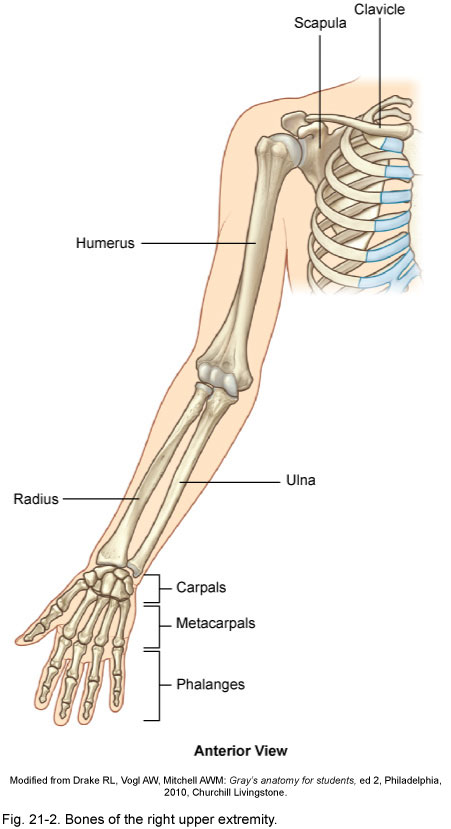 Clavicle
Scapula
Humerus
Ulna
Radius
Carpals
Metacarpals
Phalanges
Anterior View
Modified from Drake RL, Vogl AW, Mitchell AWM: Gray's anatomy for students, ed 2, Philadelphia,
2010, Churchill Livingstone.
Fig. 21-2. Bones of the right upper extremity.